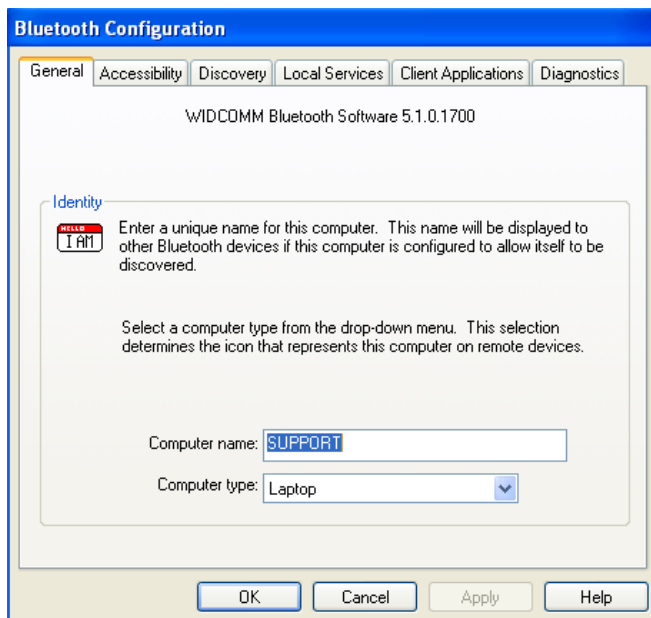 Bluetooth Configuration
General Accessibility Discovery Local Services Client Applications Diagnostics
WIDCOMM Bluetooth Software 5.1.0.1700
Identity
HELLO
I AM
Enter a unique name for this computer. This name will be displayed to
other Bluetooth devices if this computer is configured to allow itself to be
discovered.
Select a computer type from the drop-down menu. This selection
determines the icon that represents this computer on remote devices.
Computer name: SUPPORT
Computer type: Laptop
OK Cancel Apply Help